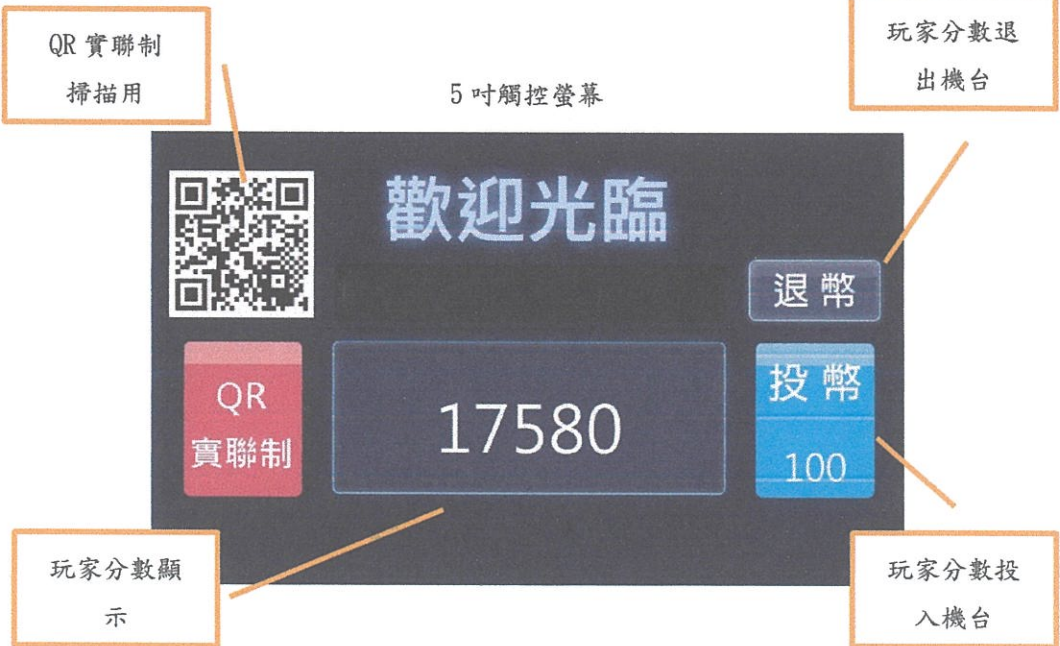 QR 實聯制
掃描用
5 吋觸控螢幕
玩家分數退
出機台
歡迎光臨
退 幣
QR
實聯制
17580
投 幣
100
玩家分數顯
示
玩家分數投
入機台